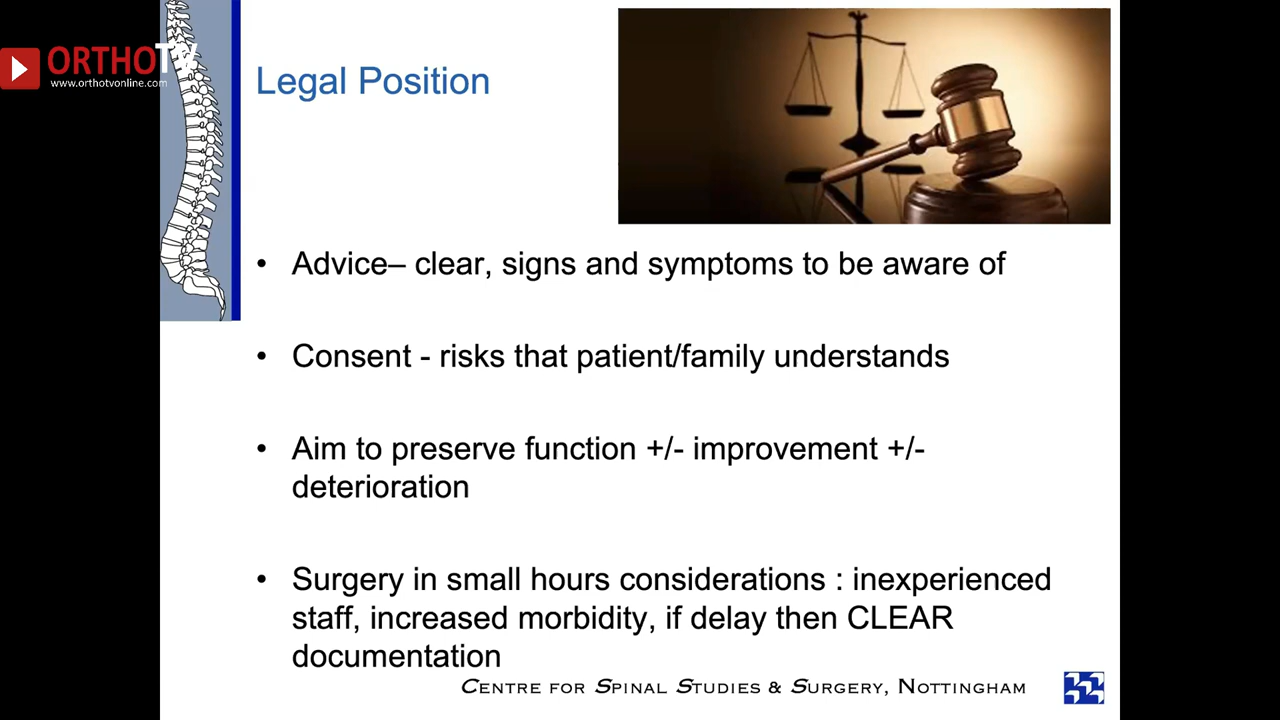 ORTHOTV
www.orthotvonline.com
Legal Position
• Advice– clear, signs and symptoms to be aware of
• Consent - risks that patient/family understands
• Aim to preserve function +/- improvement +/-
deterioration
• Surgery in small hours considerations : inexperienced
staff, increased morbidity, if delay then CLEAR
documentation
CENTRE FOR SPINAL STUDIES & SURGERY, NOTTINGHAM